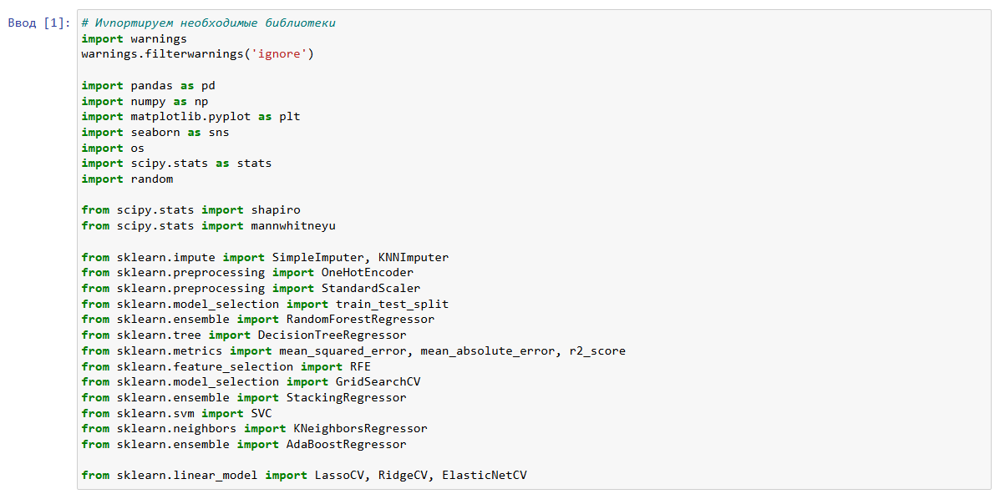 Ввод [1]: # Ивпортируем необходимые библиотеки
import warnings
warnings.filterwarnings('ignore')
import pandas as pd
import numpy as np
import matplotlib.pyplot as plt
import seaborn as sns
import os
import scipy.stats as stats
import random
from scipy.stats import shapiro
from scipy.stats import mannwhitneyu
from sklearn.impute import SimpleImputer, KNNImputer
from sklearn.preprocessing import OneHotEncoder
from sklearn.preprocessing import StandardScaler
from sklearn.model_selection import train_test_split
from sklearn.ensemble import RandomForestRegressor
from sklearn.tree import DecisionTreeRegressor
from sklearn.metrics import mean_squared_error, mean_absolute_error, r2_score
from sklearn.feature_selection import RFE
from sklearn.model_selection import GridSearchCV
from sklearn.ensemble import StackingRegressor
from sklearn.svm import SVC
from sklearn.neighbors import KNeighborsRegressor
from sklearn.ensemble import AdaBoostRegressor
from sklearn.linear_model import LassoCV, RidgeCV, ElasticNetCV